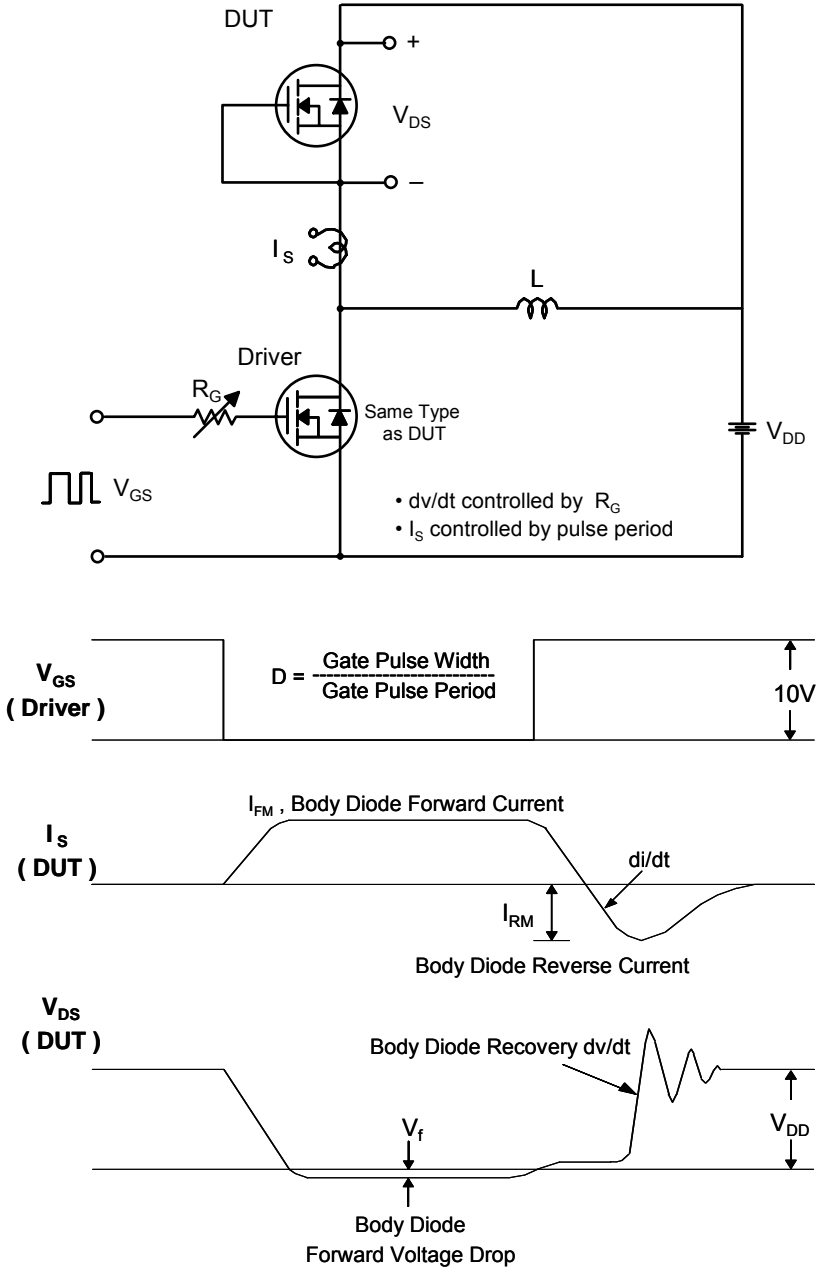 DUT
+
V_DS
–
I_S
L
Driver
R_G
Same Type
as DUT
V_DD
V_GS
• dv/dt controlled by R_G
• I_S controlled by pulse period
V_GS
( Driver )
D = Gate Pulse Width
Gate Pulse Period
10V
I_FM , Body Diode Forward Current
I_S
( DUT )
di/dt
I_RM
Body Diode Reverse Current
V_DS
( DUT )
Body Diode Recovery dv/dt
V_f
V_DD
Body Diode
Forward Voltage Drop